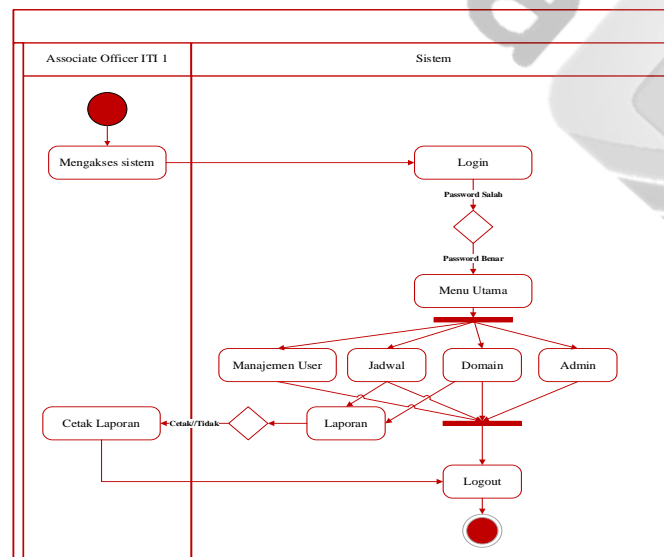 Associate Officer ITI 1
Sistem
Mengakses sistem
Login
Password Salah
Password Benar
Menu Utama
Manajemen User
Jadwal
Domain
Admin
Cetak Laporan
Cetak//Tidak
Laporan
Logout